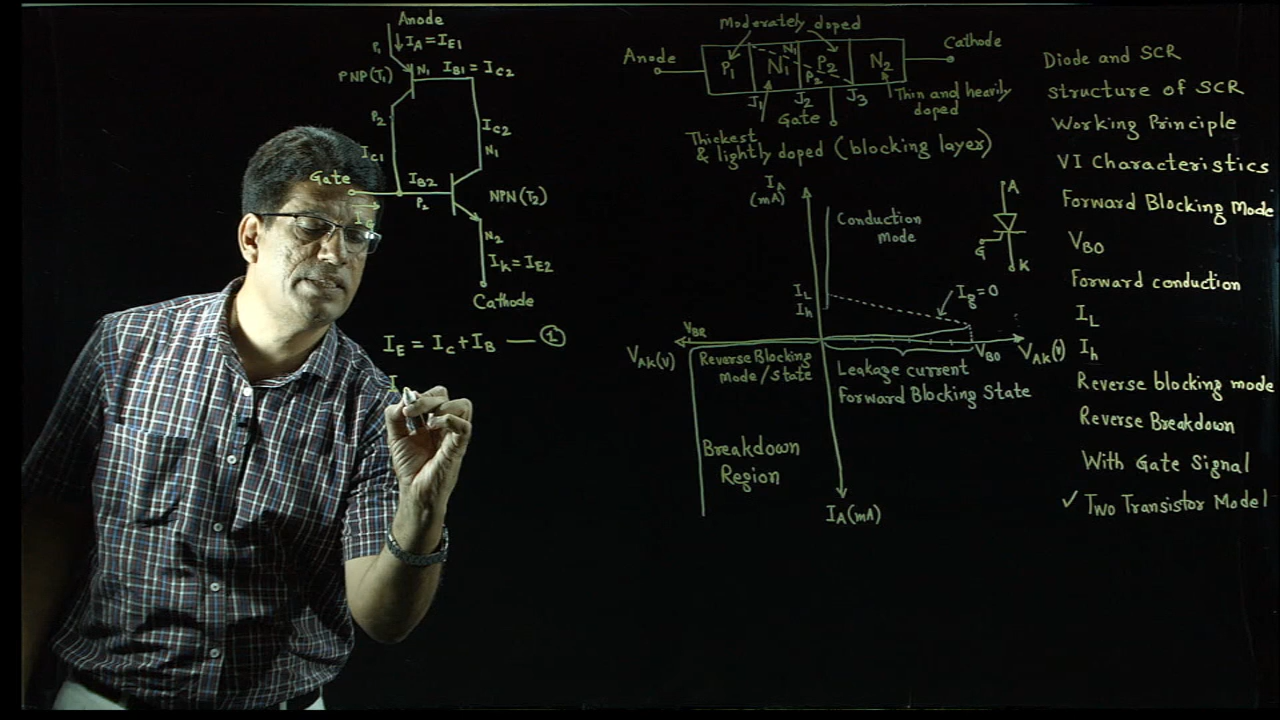 Anode
P1 IA = IE1
PNP(T1) N1 IB1 = IC2
P2
IC2
N1
IC1
Gate IB2
P2 NPN(T2)
IG
N2
IK = IE2
Cathode
IE = IC + IB — 1
I
Moderately doped
Anode P1 N1 N1 P2 P2 N2 Cathode
J1 J2 J3
Gate
Thin and heavily
doped
Thickest
& lightly doped (blocking layer)
IA
(mA)
Conduction
mode
A
G
K
IL
Ih
Ig=0
VBR
VAK(V)
VBO
VAK(V)
Reverse Blocking
mode/state
Leakage current
Forward Blocking State
Breakdown
Region
IA(mA)
Diode and SCR
structure of SCR
Working Principle
VI Characteristics
Forward Blocking Mode
VBO
Forward conduction
IL
Ih
Reverse blocking mode
Reverse Breakdown
With Gate Signal
✓ Two Transistor Model